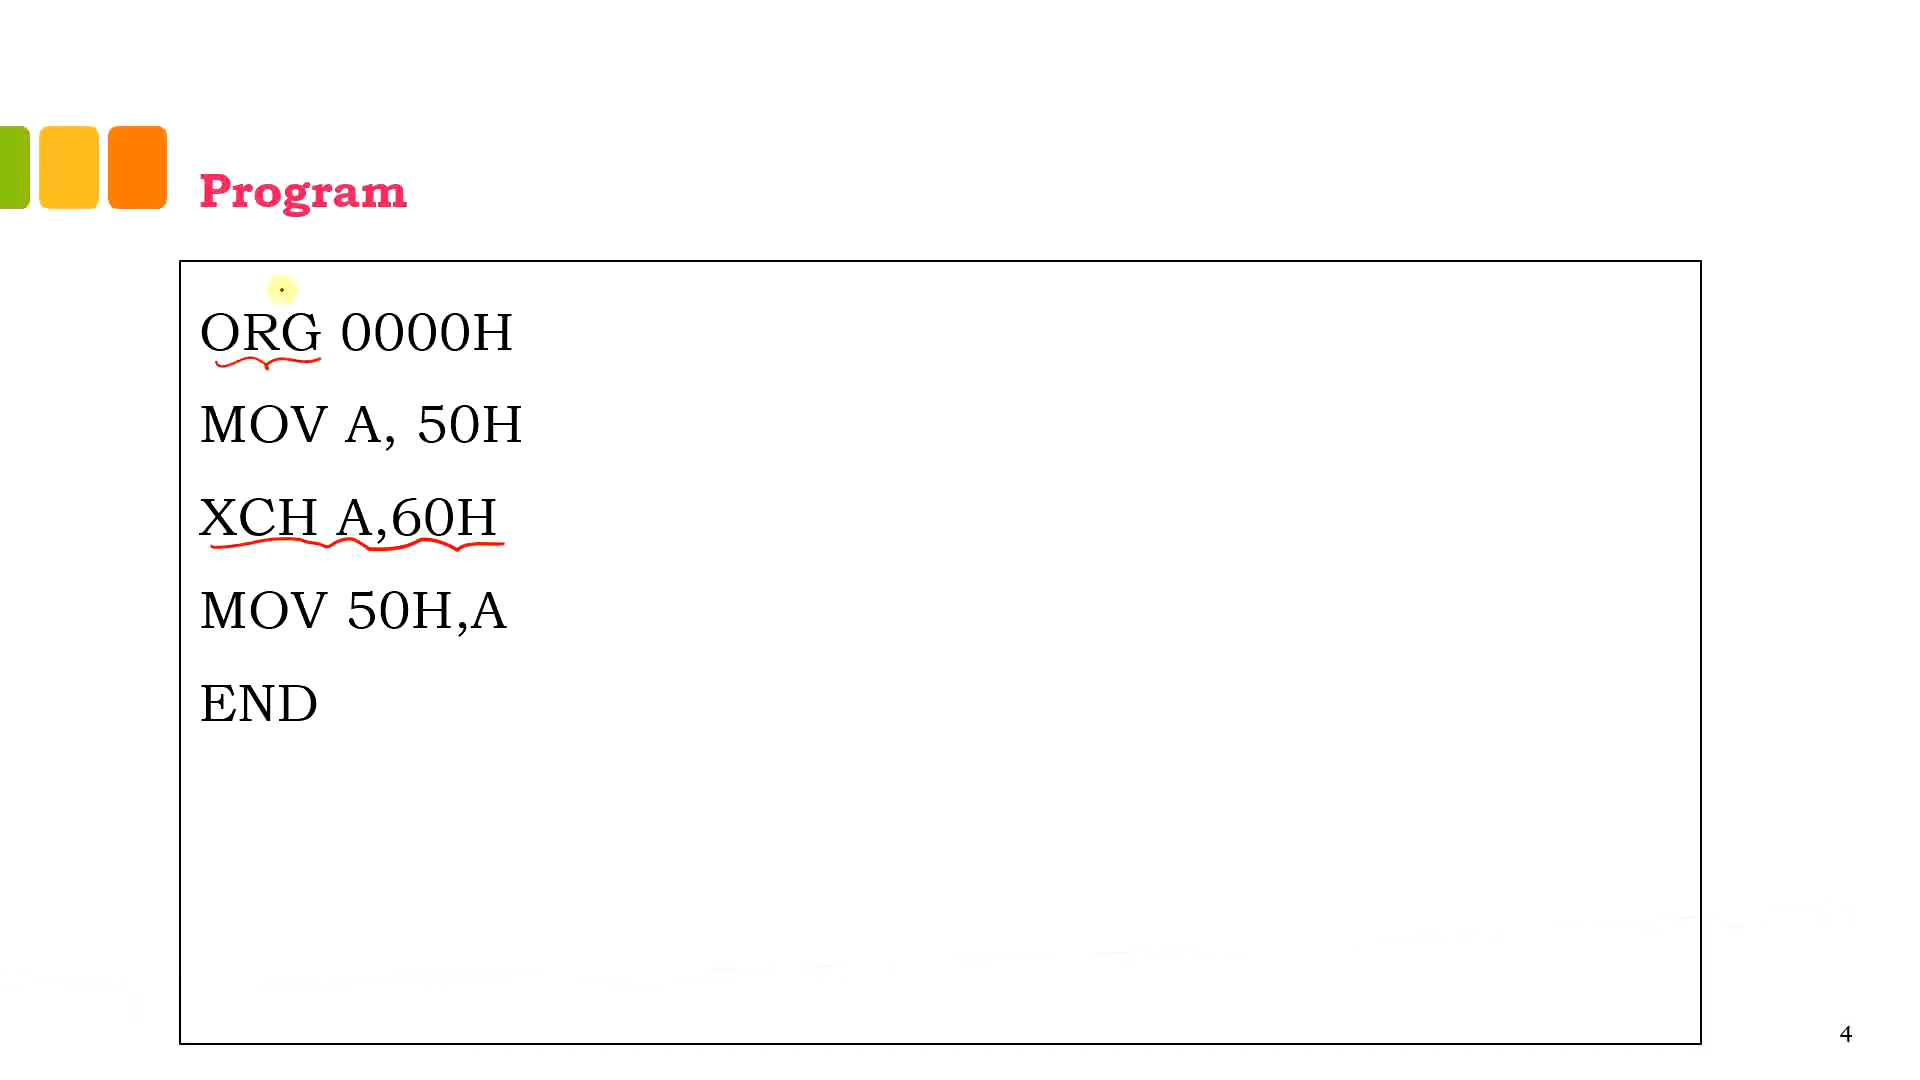 Program
ORG 0000H
MOV A, 50H
XCH A,60H
MOV 50H,A
END
4